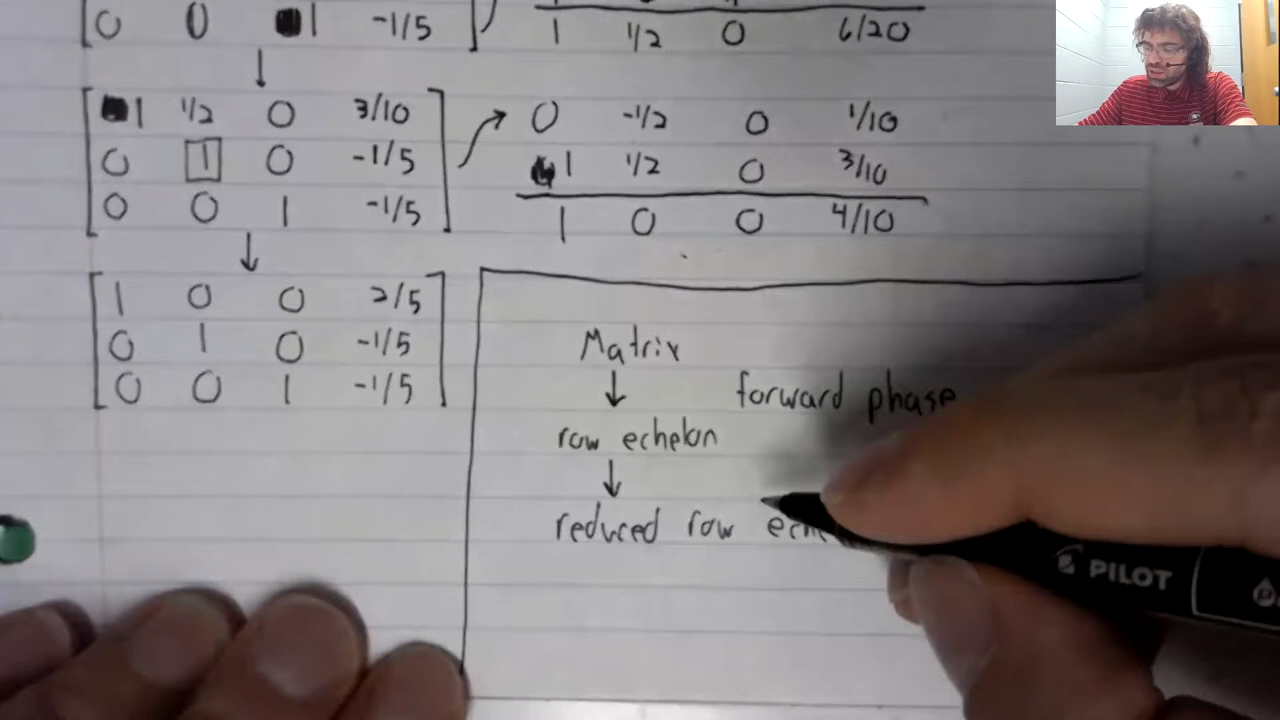 0 0 1 -1/5
1 1/2 0 6/20
↓
1 1/2 0 3/10
0 1 0 -1/5
0 0 1 -1/5
0 -1/2 0 1/10
1 1/2 0 3/10
1 0 0 4/10
↓
1 0 0 2/5
0 1 0 -1/5
0 0 1 -1/5
Matrix
↓ forward phase
row echelon
↓
reduced row
PILOT